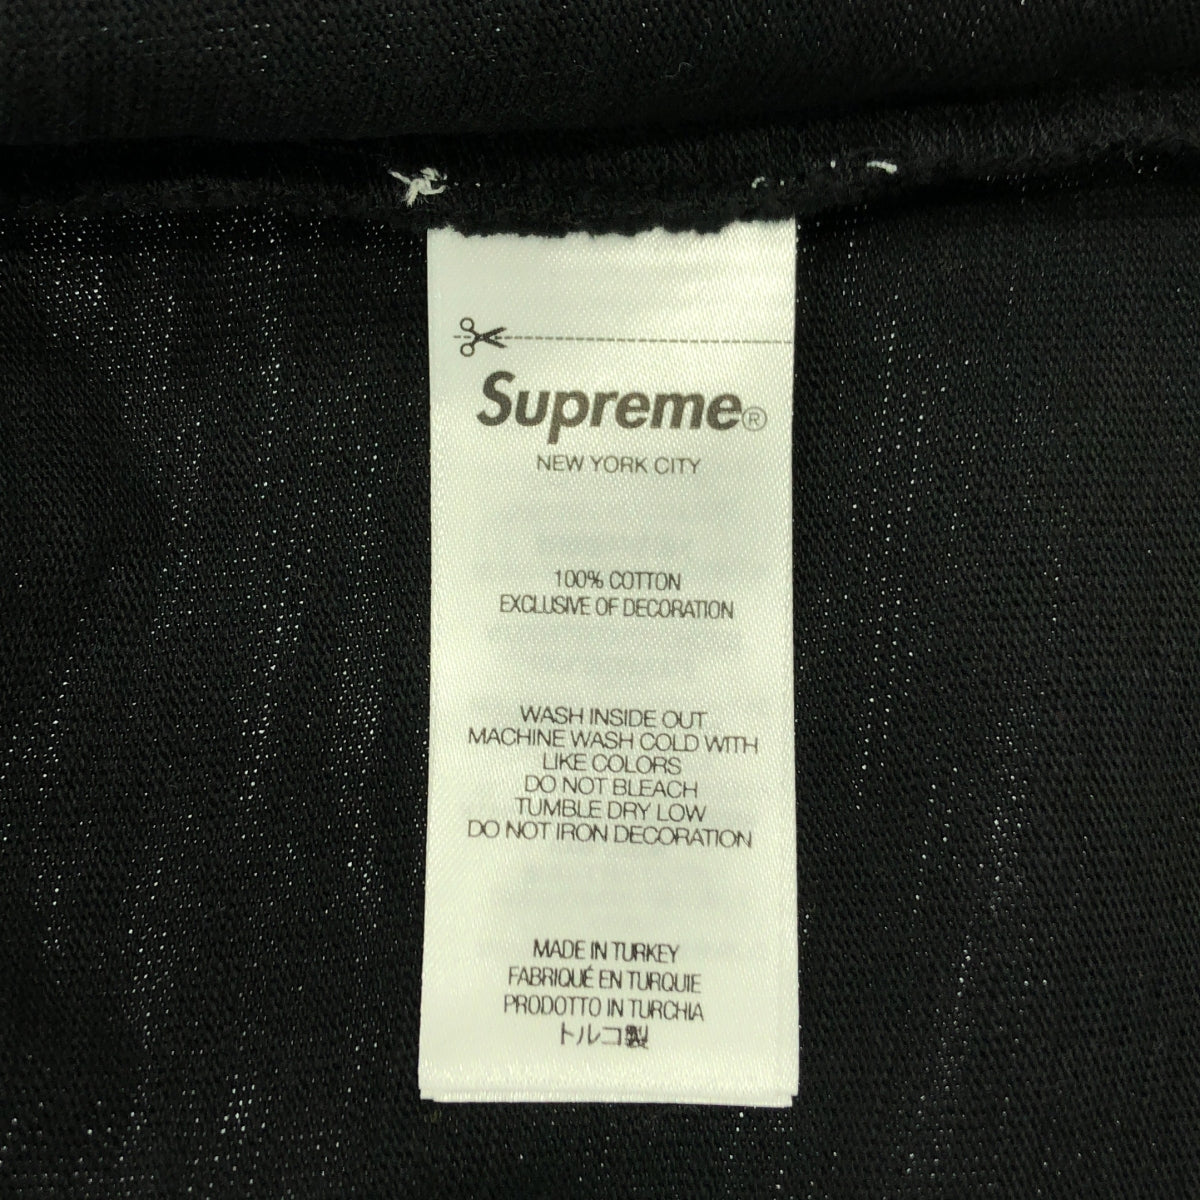 Supreme®
NEW YORK CITY
100% COTTON
EXCLUSIVE OF DECORATION
WASH INSIDE OUT
MACHINE WASH COLD WITH
LIKE COLORS
DO NOT BLEACH
TUMBLE DRY LOW
DO NOT IRON DECORATION
MADE IN TURKEY
FABRIQUÉ EN TURQUIE
PRODOTTO IN TURCHIA
トルコ製